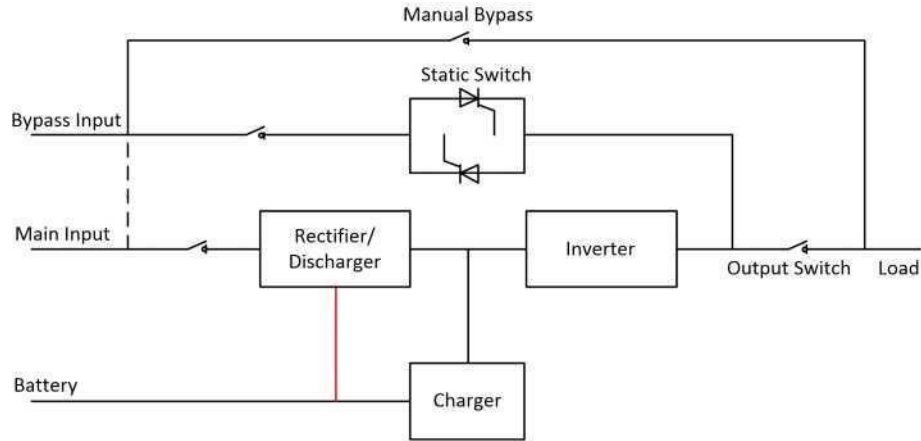 Manual Bypass
Static Switch
Bypass Input
Main Input
Rectifier/
Discharger
Inverter
Output Switch
Load
Battery
Charger